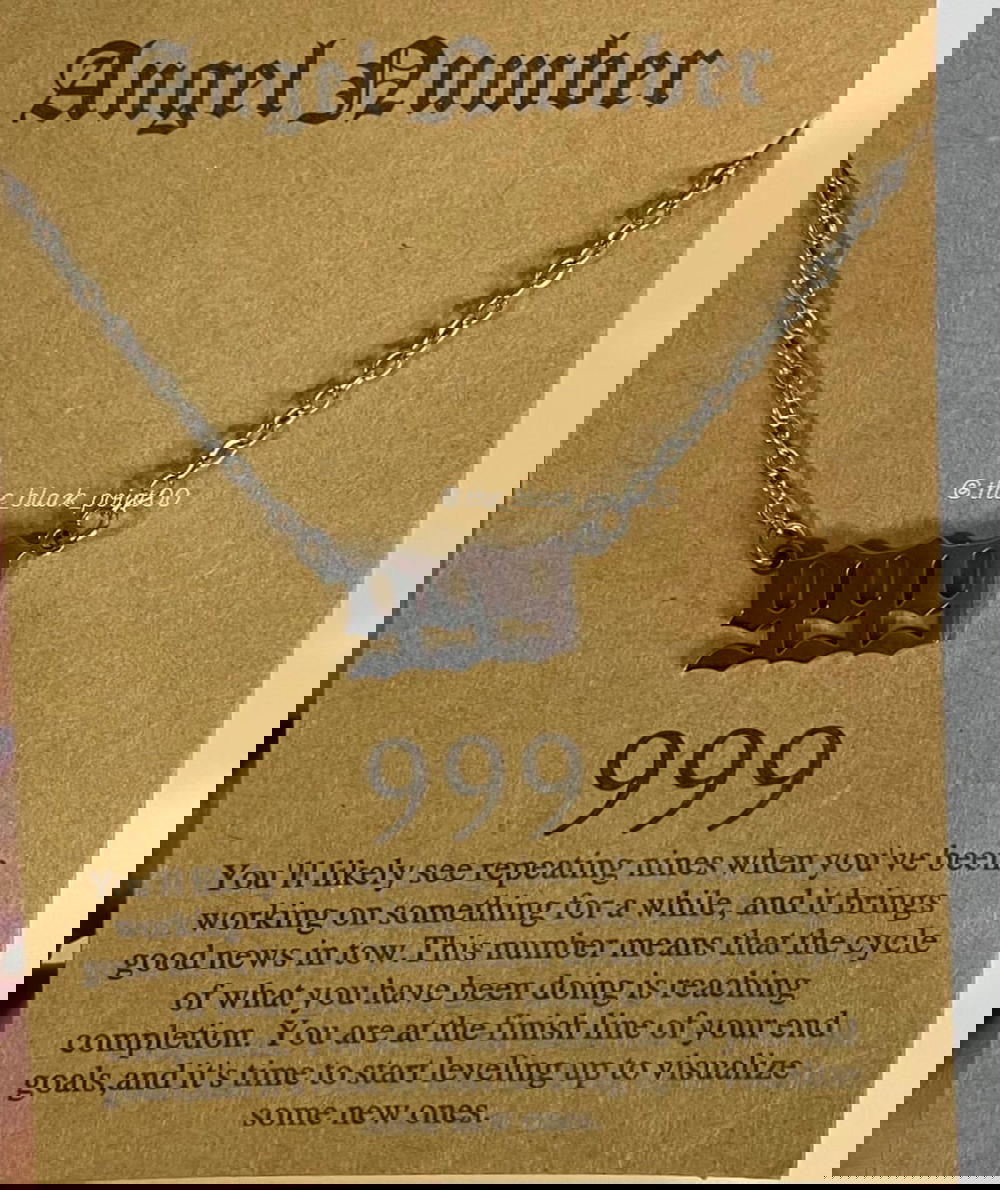 Angel Number
999
You'll likely see repeating nines when you've been
working on something for a while, and it brings
good news in tow. This number means that the cycle
of what you have been doing is reaching
completion. You are at the finish line of your end
goals, and it's time to start leveling up to visualize
some new ones.